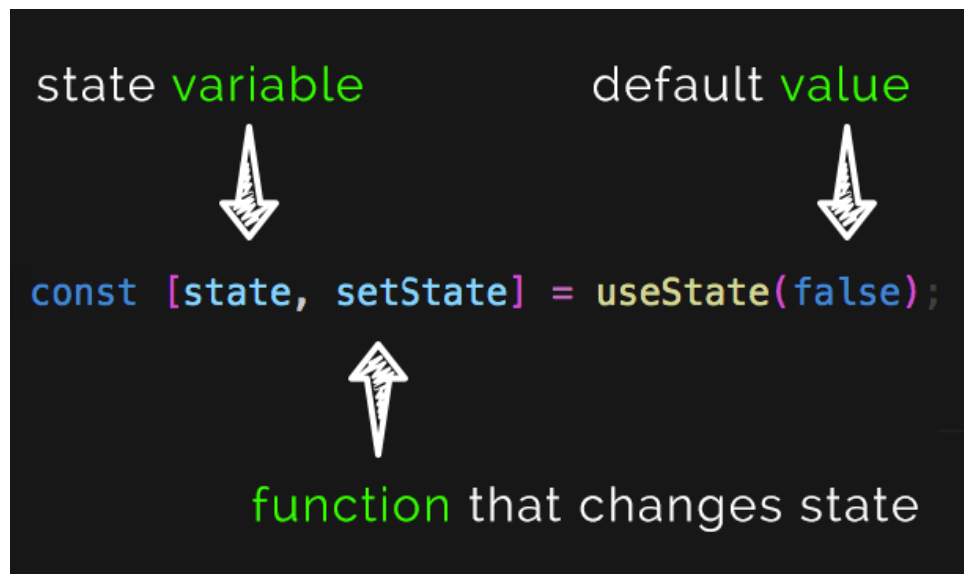 state variable default value
const [state, setState] = useState(false);
function that changes state